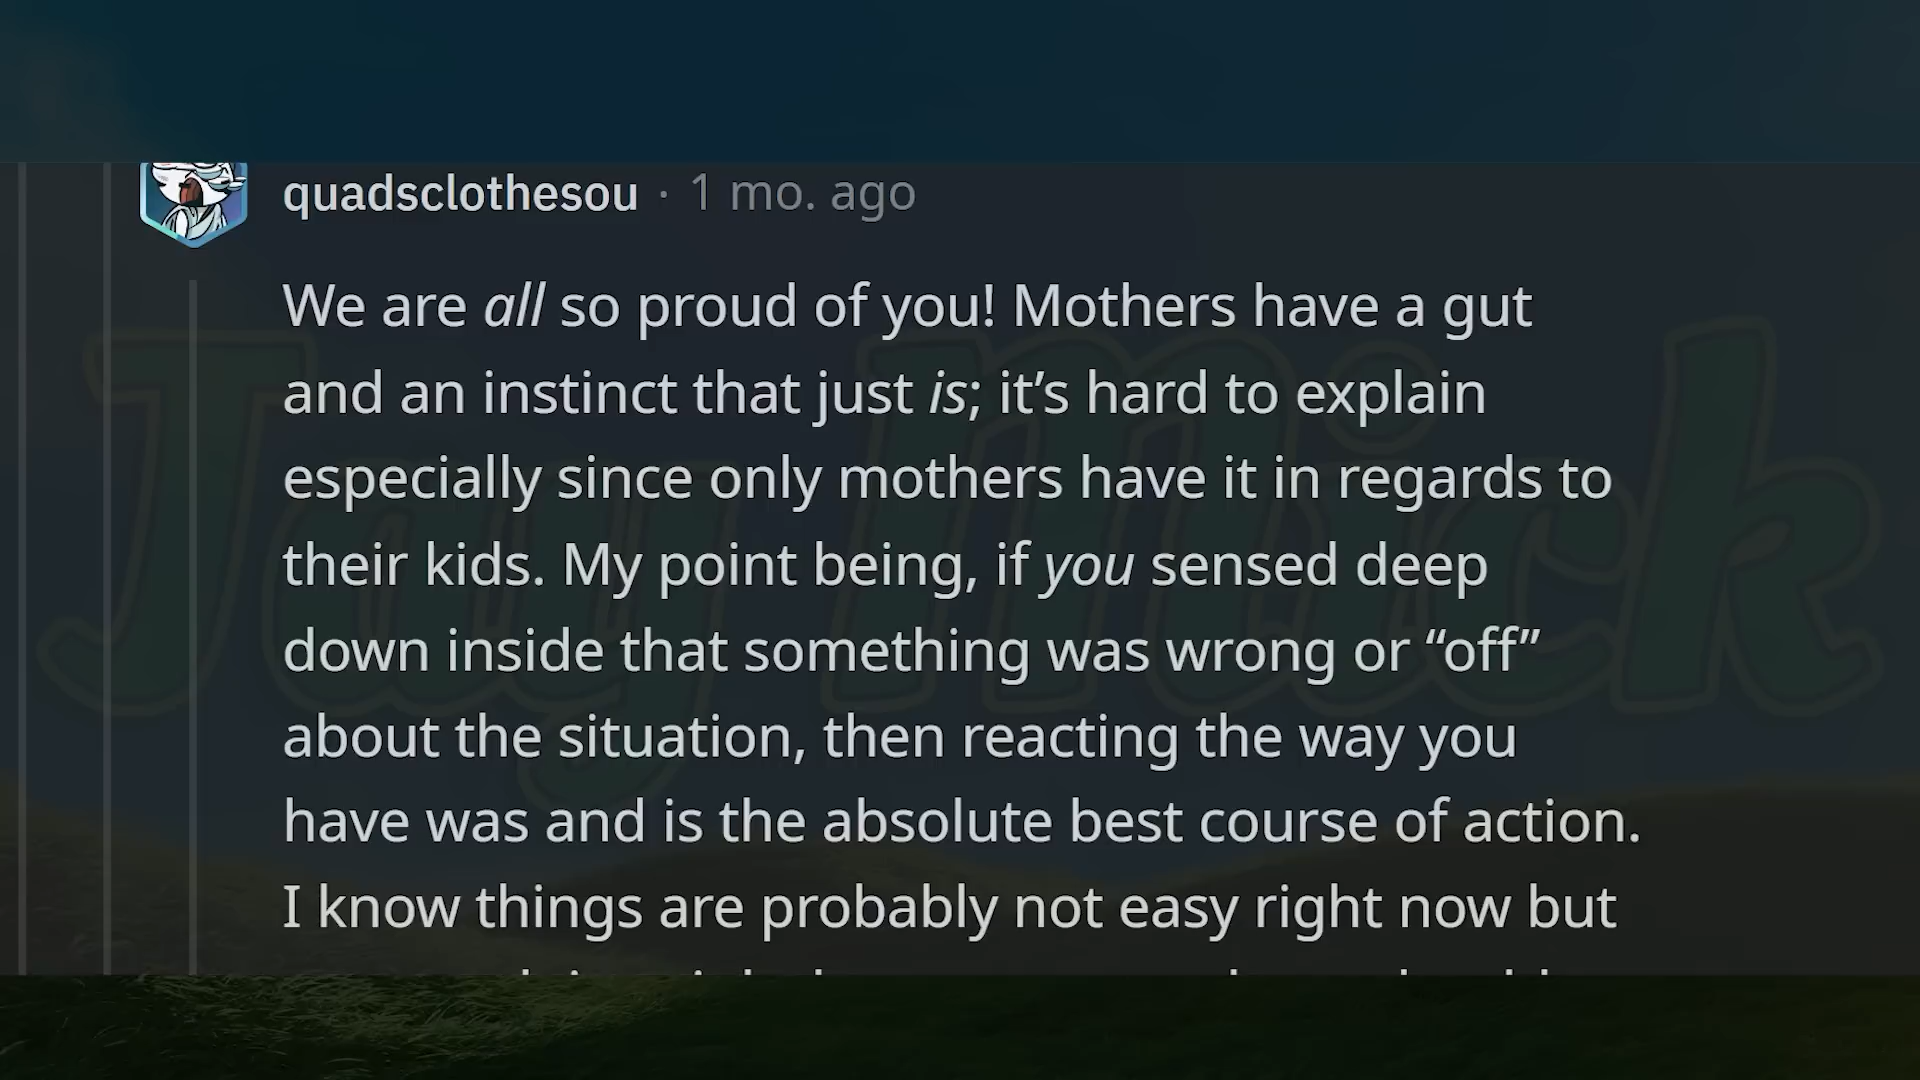 quadsclothesou · 1 mo. ago
We are all so proud of you! Mothers have a gut
and an instinct that just is; it’s hard to explain
especially since only mothers have it in regards to
their kids. My point being, if you sensed deep
down inside that something was wrong or “off”
about the situation, then reacting the way you
have was and is the absolute best course of action.
I know things are probably not easy right now but
Jay Mick